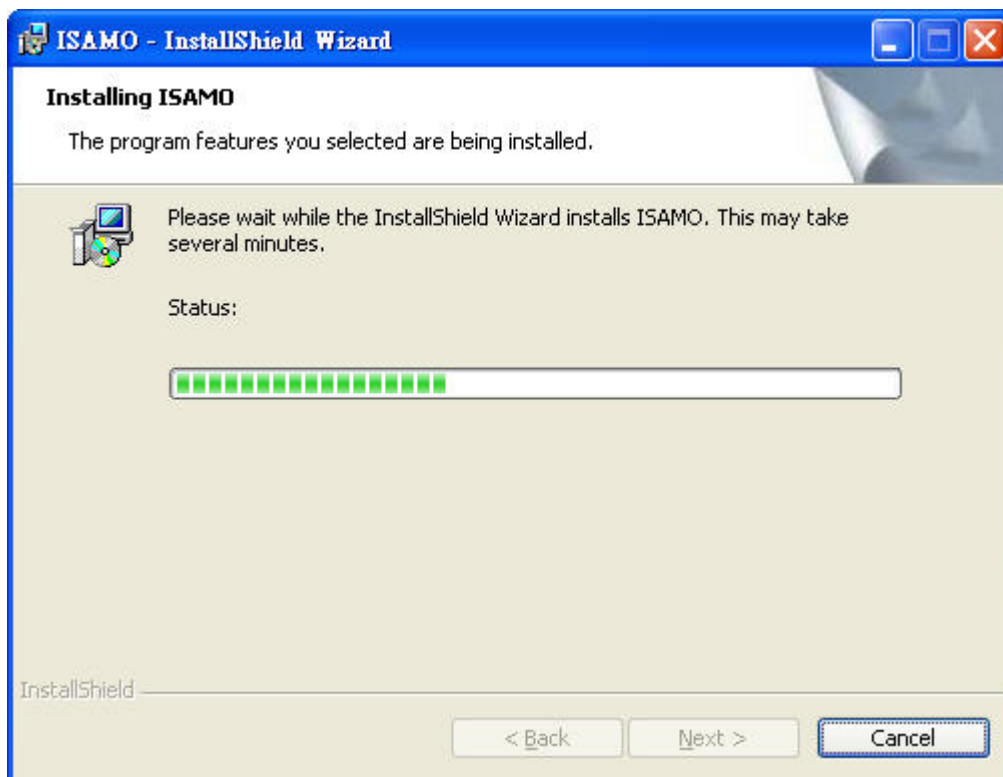 ISAMO - InstallShield Wizard
Installing ISAMO
The program features you selected are being installed.
Please wait while the InstallShield Wizard installs ISAMO. This may take
several minutes.
Status:
InstallShield
< Back
Next >
Cancel